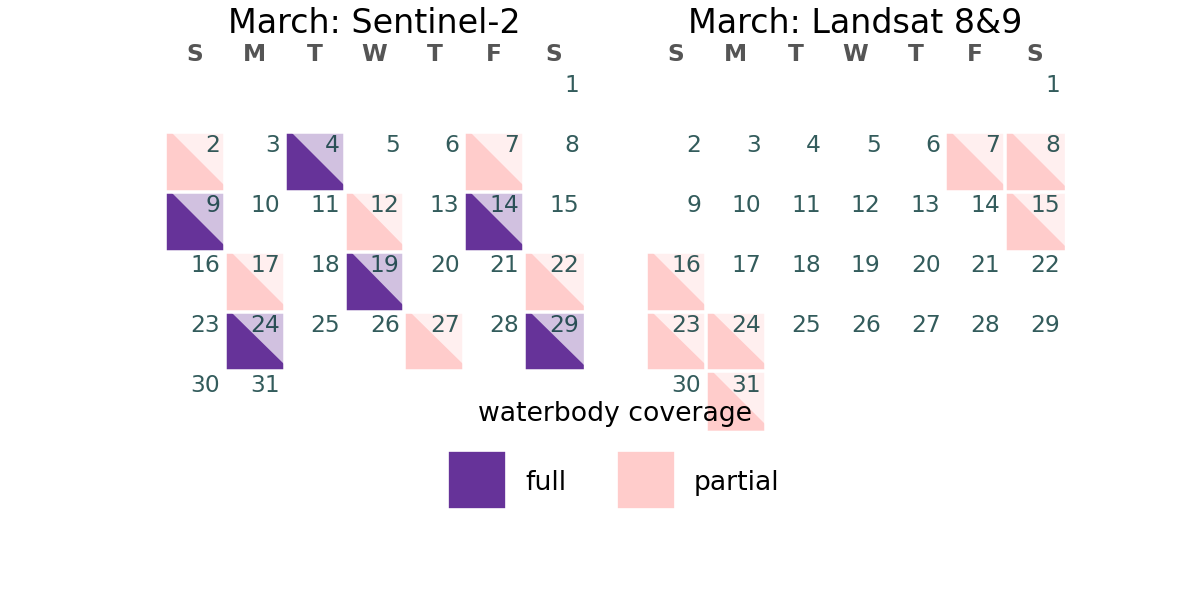 March: Sentinel-2
S M T W T F S
1
2 3 4 5 6 7 8
9 10 11 12 13 14 15
16 17 18 19 20 21 22
23 24 25 26 27 28 29
30 31
March: Landsat 8&9
S M T W T F S
1
2 3 4 5 6 7 8
9 10 11 12 13 14 15
16 17 18 19 20 21 22
23 24 25 26 27 28 29
30 31
waterbody coverage
full partial